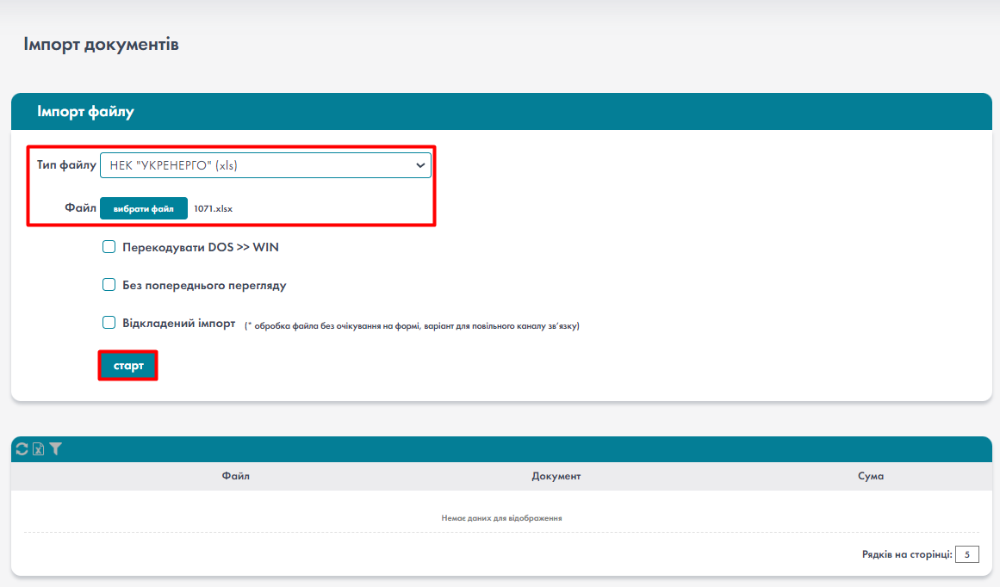 Імпорт документів
Імпорт файлу
Тип файлу НЕК "УКРЕНЕРГО" (xls)
Файл вибрати файл 1071.xlsx
Перекодувати DOS >> WIN
Без попереднього перегляду
Відкладений імпорт (* обробка файла без очікування на формі, варіант для повільного каналу зв'язку)
старт
Файл Документ Сума
Немає даних для відображення
Рядків на сторінці: 5